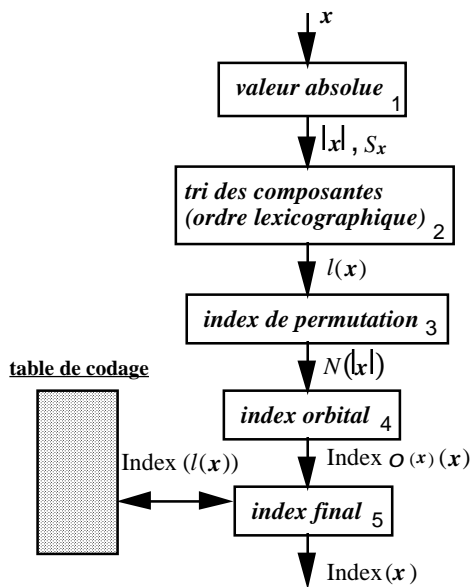 x
valeur absolue 1
|x| , Sx
tri des composantes
(ordre lexicographique) 2
l(x)
index de permutation 3
N(|x|)
table de codage
index orbital 4
Index (l(x))
Index O(x) (x)
index final 5
Index(x)